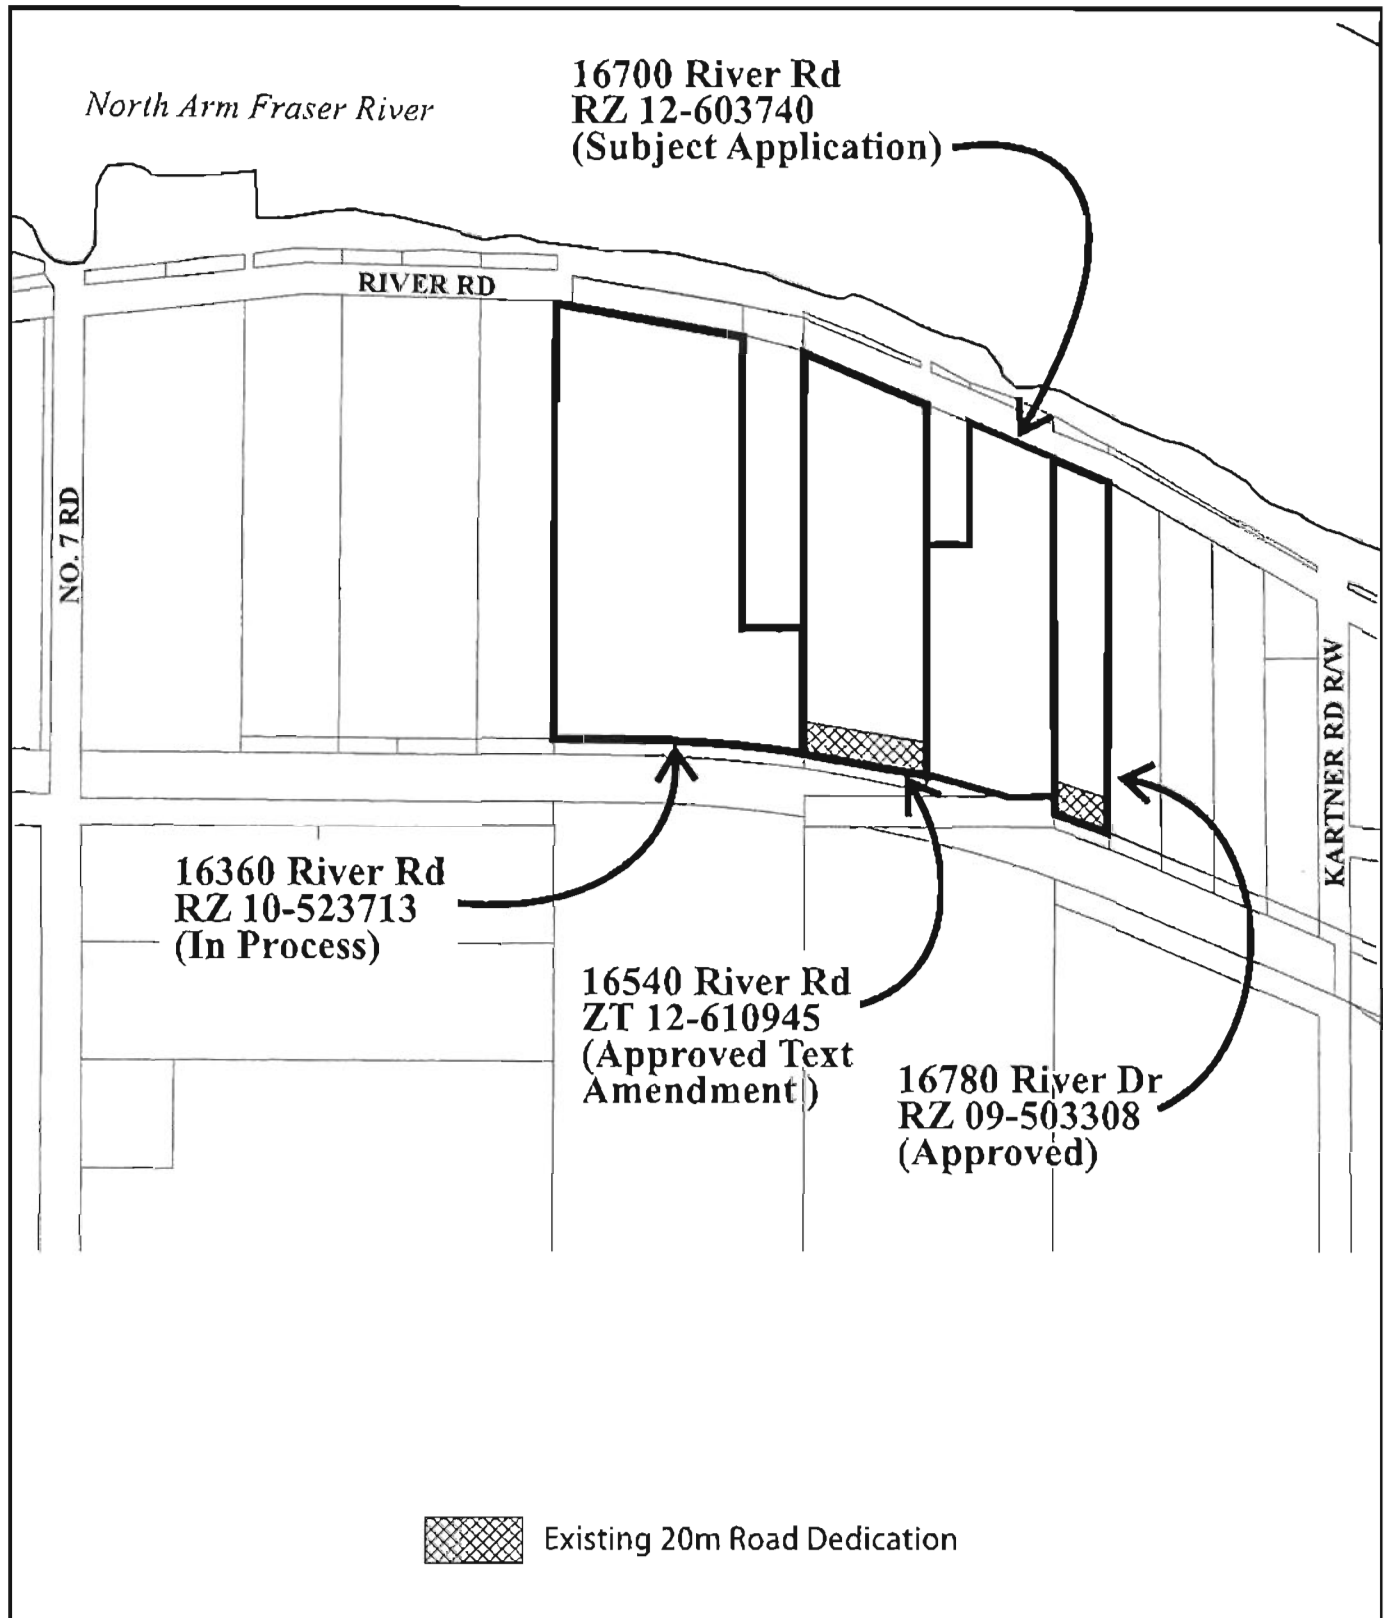 16700 River Rd
RZ 12-603740
(Subject Application)
North Arm Fraser River
RIVER RD
NO. 7 RD
KARTNER RD R/W
16360 River Rd
RZ 10-523713
(In Process)
16540 River Rd
ZT 12-610945
(Approved Text
Amendment )
16780 River Dr
RZ 09-503308
(Approved)
Existing 20m Road Dedication